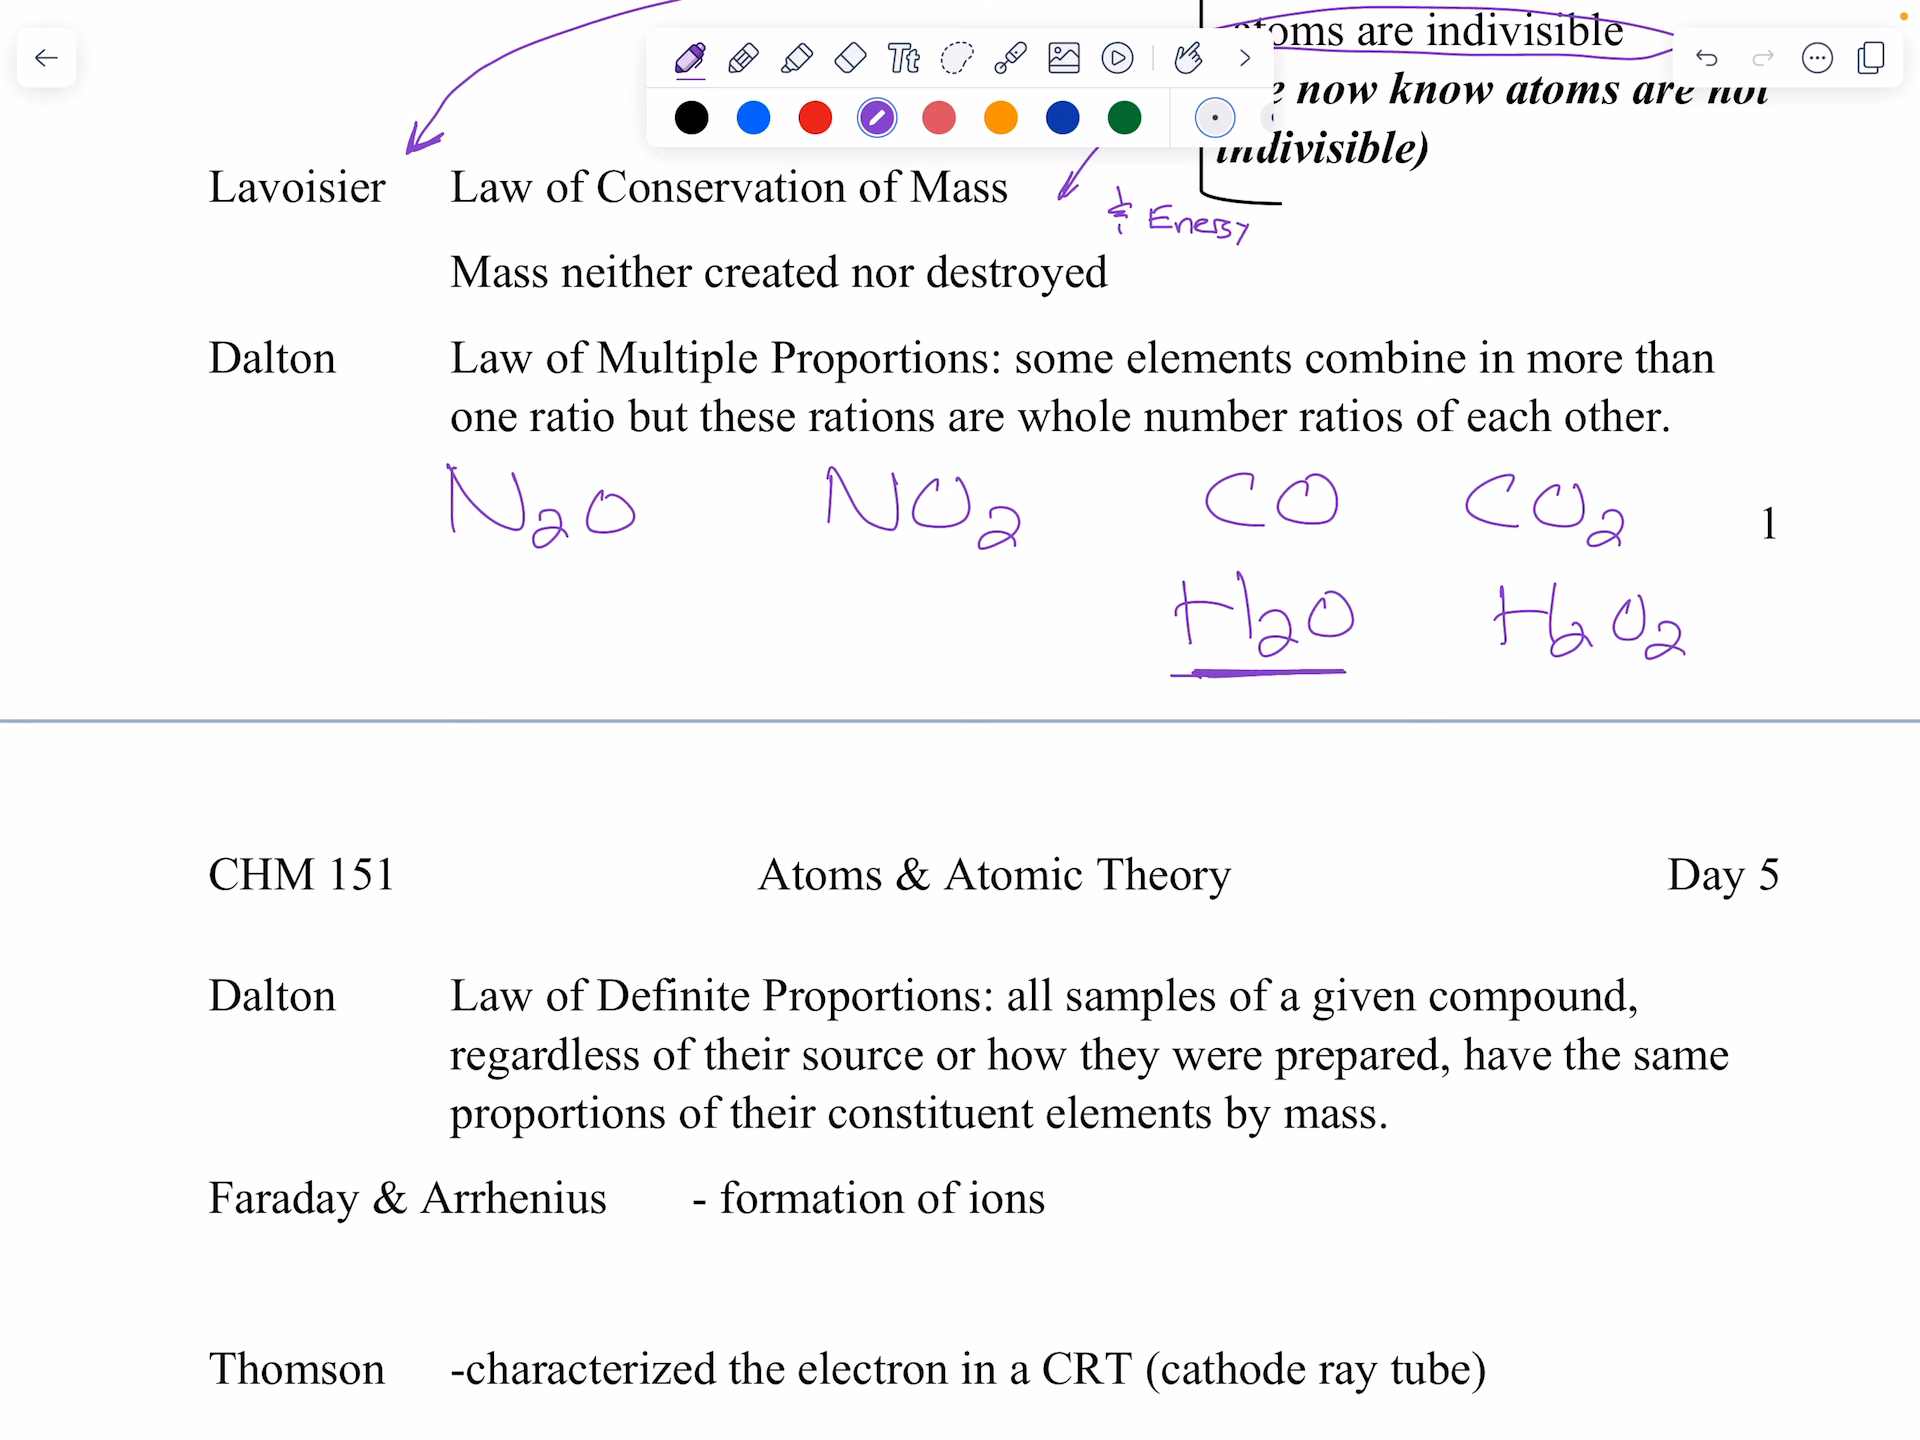 atoms are indivisible
now know atoms are not
indivisible)
Tt
Lavoisier Law of Conservation of Mass
& Energy
Mass neither created nor destroyed
Dalton Law of Multiple Proportions: some elements combine in more than
one ratio but these rations are whole number ratios of each other.
N2O NO2 CO CO2
1
H2O H2O2
CHM 151 Atoms & Atomic Theory Day 5
Dalton Law of Definite Proportions: all samples of a given compound,
regardless of their source or how they were prepared, have the same
proportions of their constituent elements by mass.
Faraday & Arrhenius - formation of ions
Thomson -characterized the electron in a CRT (cathode ray tube)